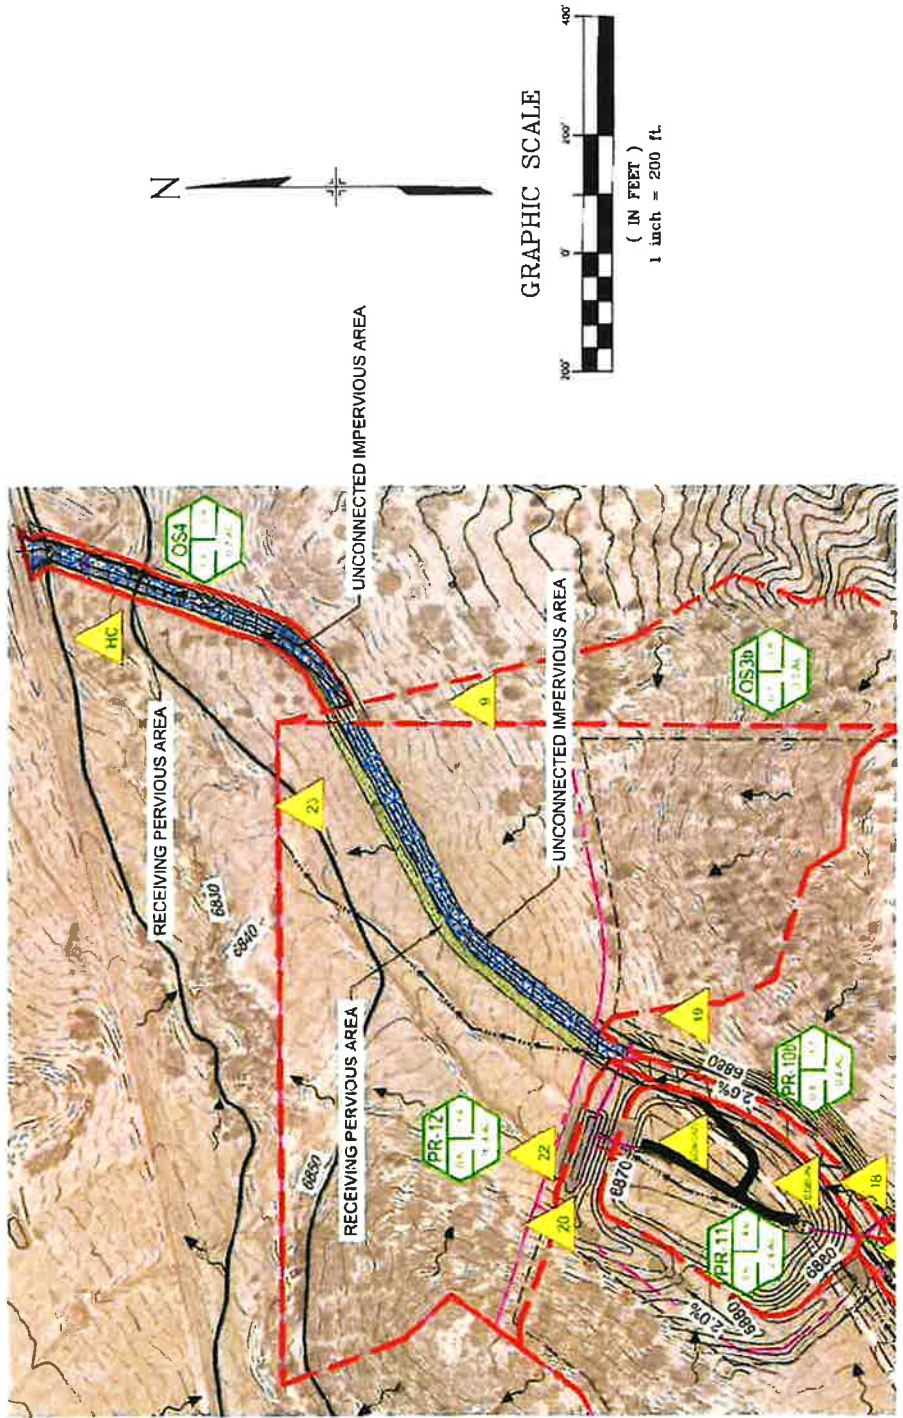 N
GRAPHIC SCALE
200'
0'
200'
400'
( IN FEET )
1 inch = 200 ft.
UNCONNECTED IMPERVIOUS AREA
OS4
HC
RECEIVING PERVIOUS AREA
UNCONNECTED IMPERVIOUS AREA
9
OS3b
23
6830
6840
RECEIVING PERVIOUS AREA
6850
PR-12
19
6880
-2.6%
PR 10b
22
20
6870
18
PR-11
6880
6880
-2.0%